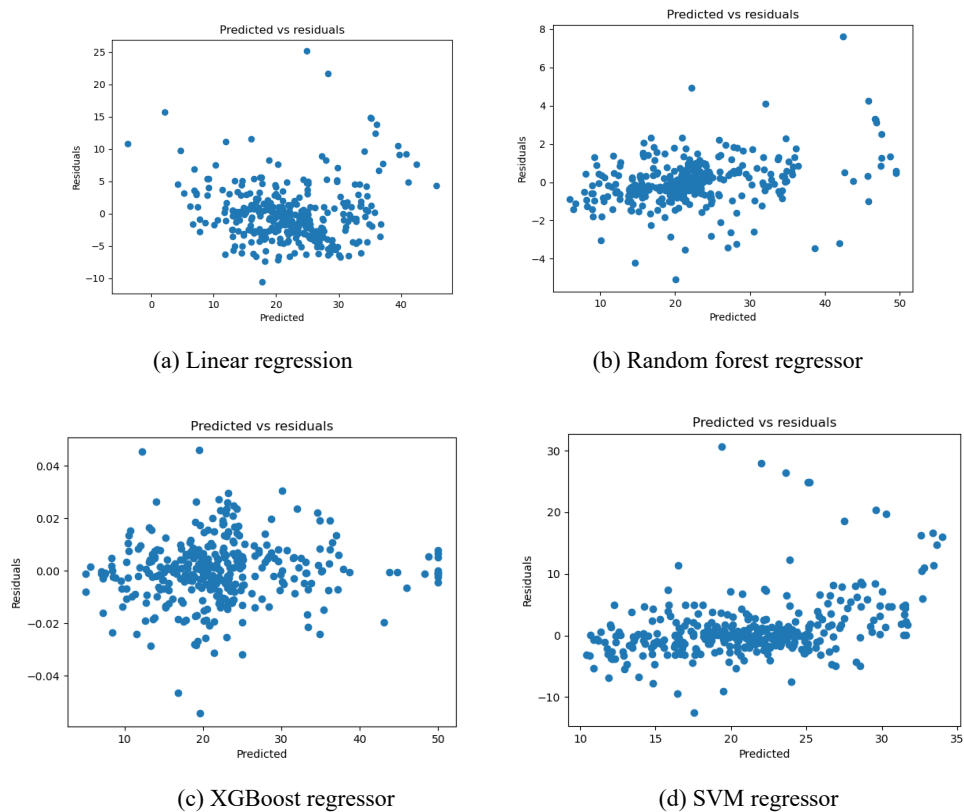 Predicted vs residuals
25
20
15
10
5
0
−5
−10
Residuals
0
10
20
30
40
Predicted
(a) Linear regression
Predicted vs residuals
8
6
4
2
0
−2
−4
Residuals
10
20
30
40
50
Predicted
(b) Random forest regressor
Predicted vs residuals
0.04
0.02
0.00
−0.02
−0.04
Residuals
10
20
30
40
50
Predicted
(c) XGBoost regressor
Predicted vs residuals
30
20
10
0
−10
Residuals
10
15
20
25
30
35
Predicted
(d) SVM regressor